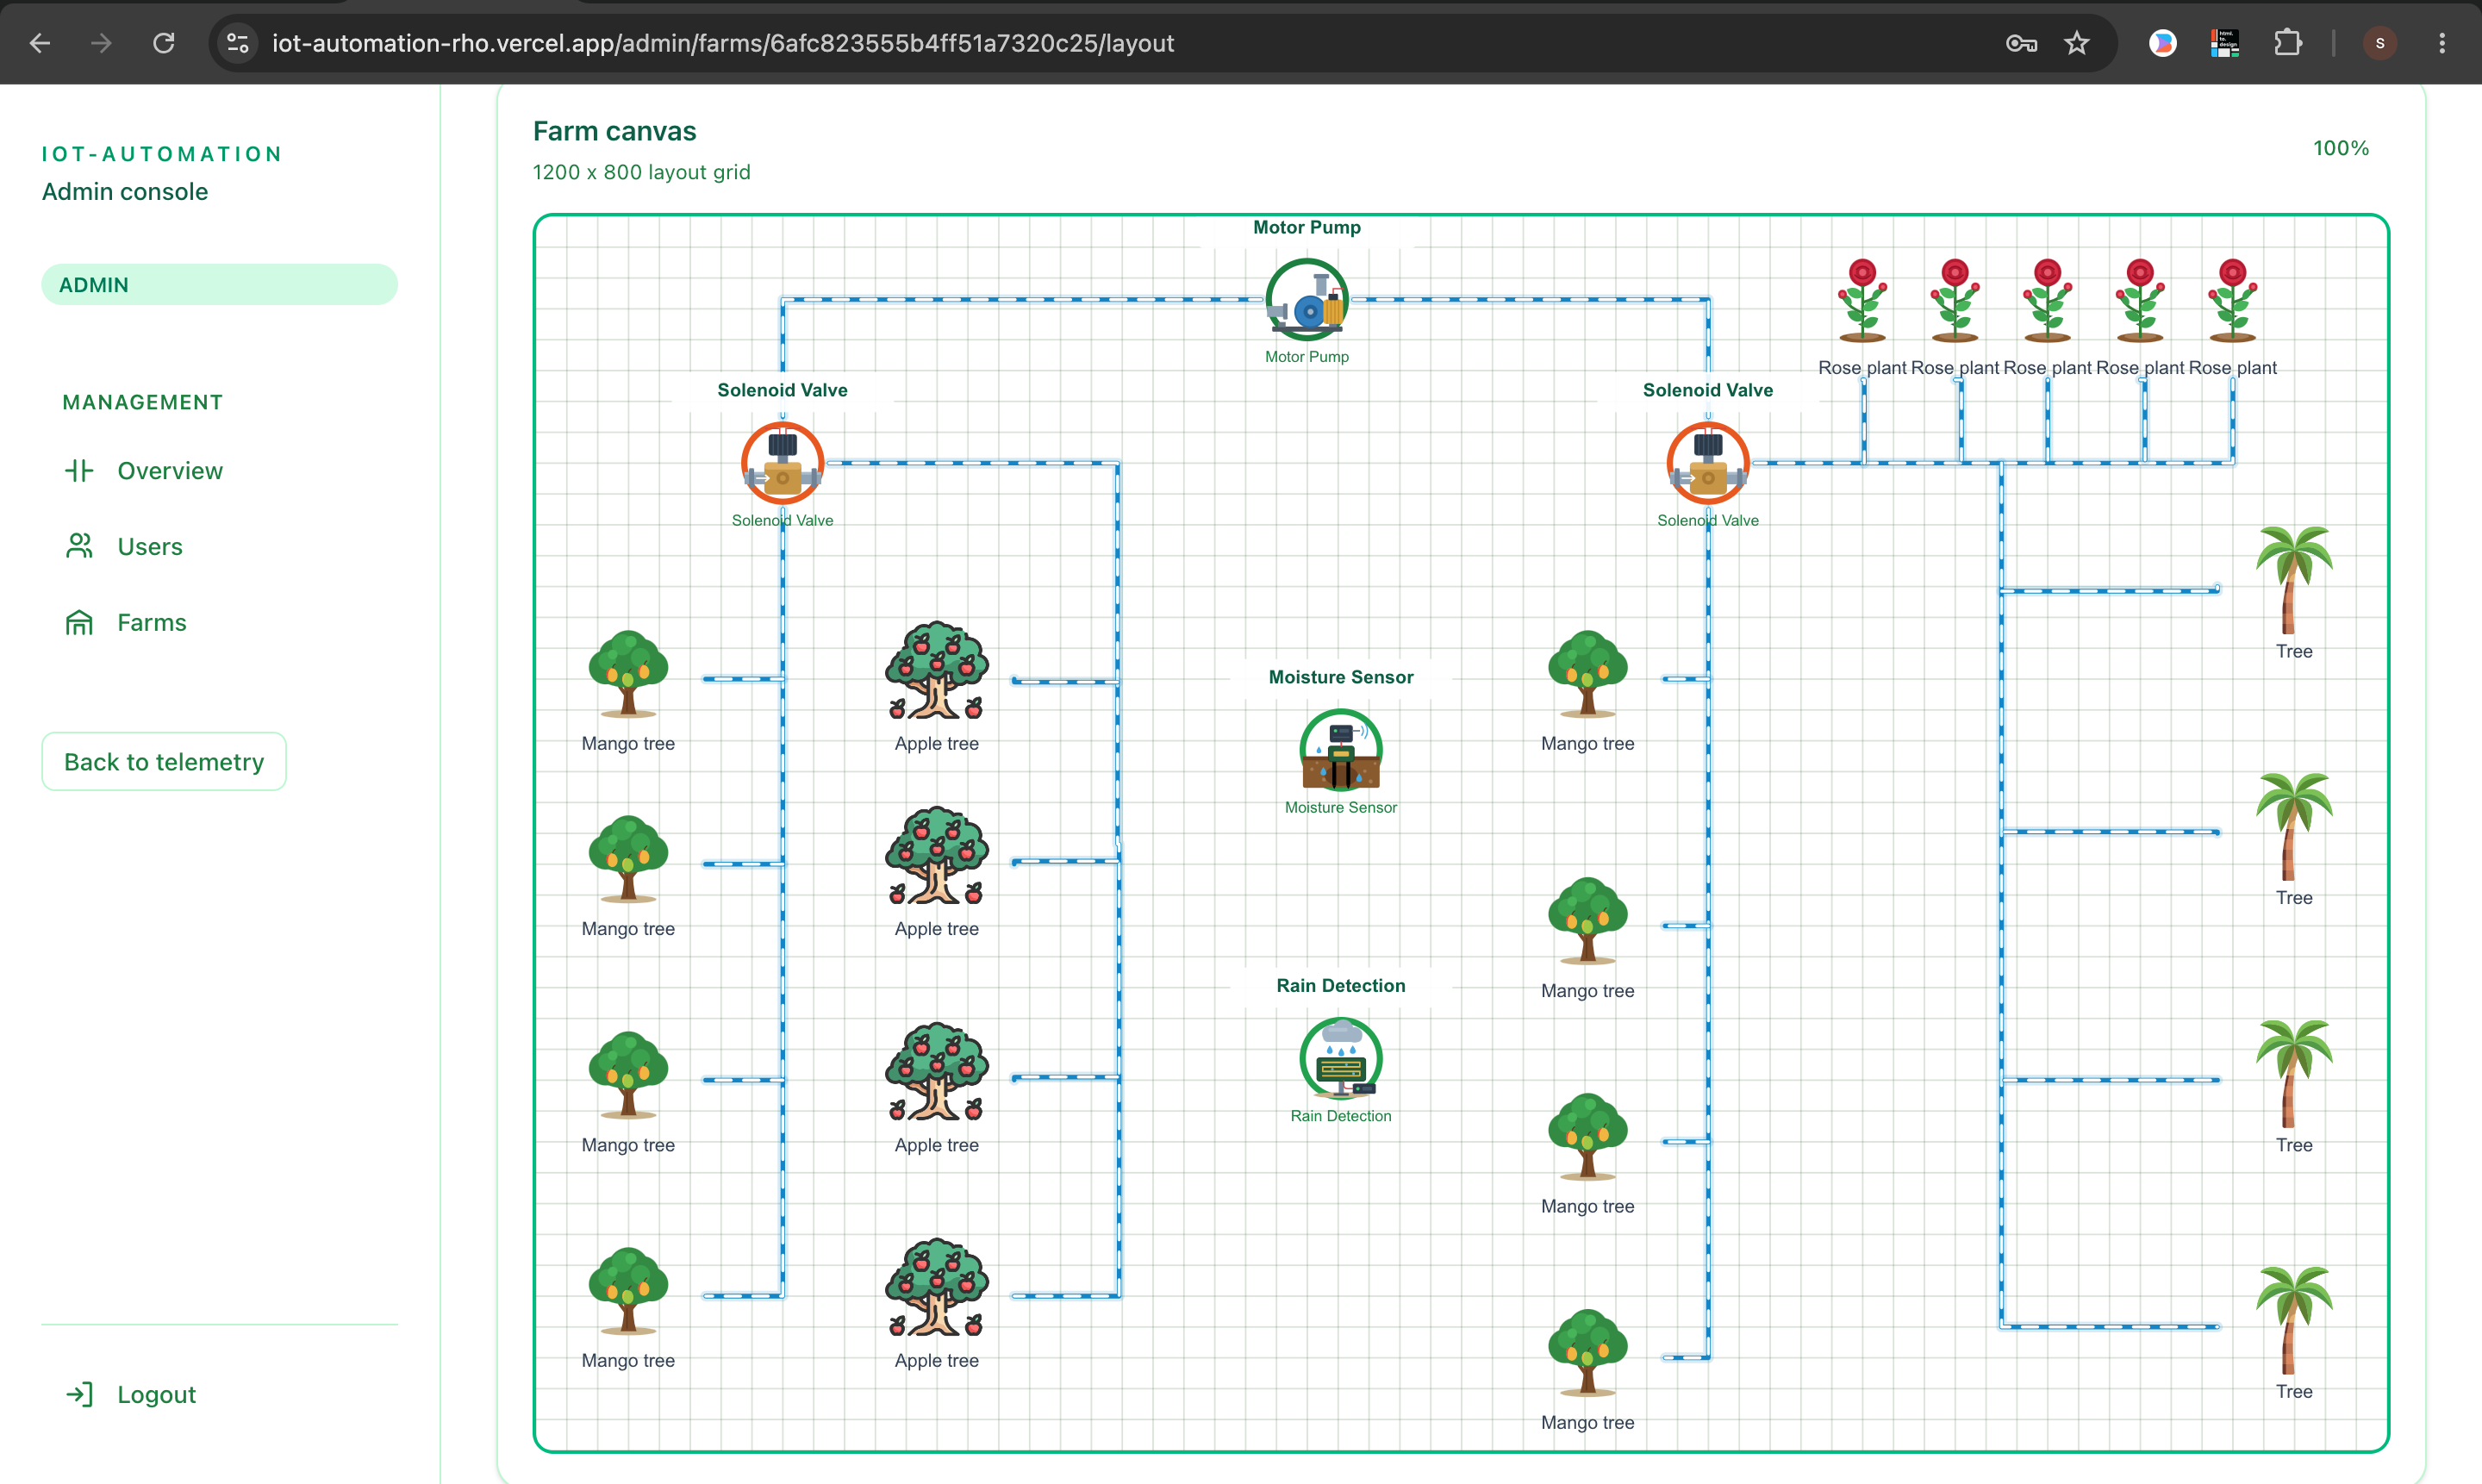 iot-automation-rho.vercel.app/admin/farms/6afc823555b4ff51a7320c25/layout
html.
to.
design
S
IOT-AUTOMATION
Admin console
ADMIN
MANAGEMENT
Overview
Users
Farms
Back to telemetry
Logout
Farm canvas
1200 x 800 layout grid
100%
Motor Pump
Motor Pump
Rose plant Rose plant Rose plant Rose plant Rose plant
Solenoid Valve
Solenoid Valve
Solenoid Valve
Solenoid Valve
Tree
Moisture Sensor
Mango tree
Apple tree
Mango tree
Moisture Sensor
Tree
Mango tree
Apple tree
Rain Detection
Mango tree
Rain Detection
Mango tree
Apple tree
Tree
Mango tree
Mango tree
Apple tree
Tree
Mango tree